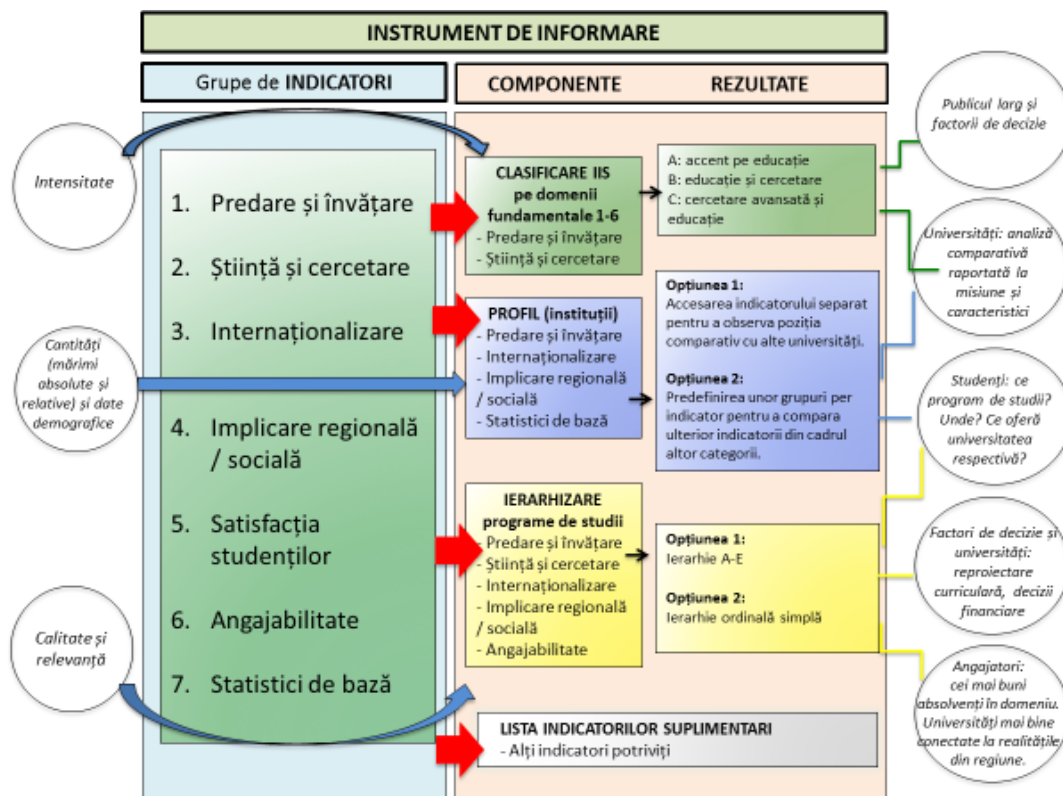 INSTRUMENT DE INFORMARE
Grupe de INDICATORI
COMPONENTE
REZULTATE
Intensitate
Cantități
(mărimi
absolute și
relative) și date
demografice
Calitate și
relevanță
1. Predare și învățare
2. Știință și cercetare
3. Internaționalizare
4. Implicare regională
/ socială
5. Satisfacția
studenților
6. Angajabilitate
7. Statistici de bază
CLASIFICARE IIS
pe domenii
fundamentale 1-6
- Predare și învățare
- Știință și cercetare
A: accent pe educație
B: educație și cercetare
C: cercetare avansată și
educație
PROFIL (instituții)
- Predare și învățare
- Internaționalizare
- Implicare regională
/ socială
- Statistici de bază
Opțiunea 1:
Accesarea indicatorului separat
pentru a observa poziția
comparativ cu alte universități.
Opțiunea 2:
Predefinirea unor grupuri per
indicator pentru a compara
ulterior indicatorii din cadrul
altor categorii.
IERARHIZARE
programe de studii
- Predare și învățare
- Știință și cercetare
- Internaționalizare
- Implicare regională
/ socială
- Angajabilitate
Opțiunea 1:
Ierarhie A-E
Opțiunea 2:
Ierarhie ordinală simplă
LISTA INDICATORILOR SUPLIMENTARI
- Alți indicatori potriviți
Publicul larg și
factorii de decizie
Universități: analiză
comparativă
raportată la
misiune și
caracteristici
Studenți: ce
program de studii?
Unde? Ce oferă
universitatea
respectivă?
Factori de decizie și
universități:
reproiectare
curriculară, decizii
financiare
Angajatori:
cei mai buni
absolvenți în domeniu.
Universități mai bine
conectate la realitățile
din regiune.